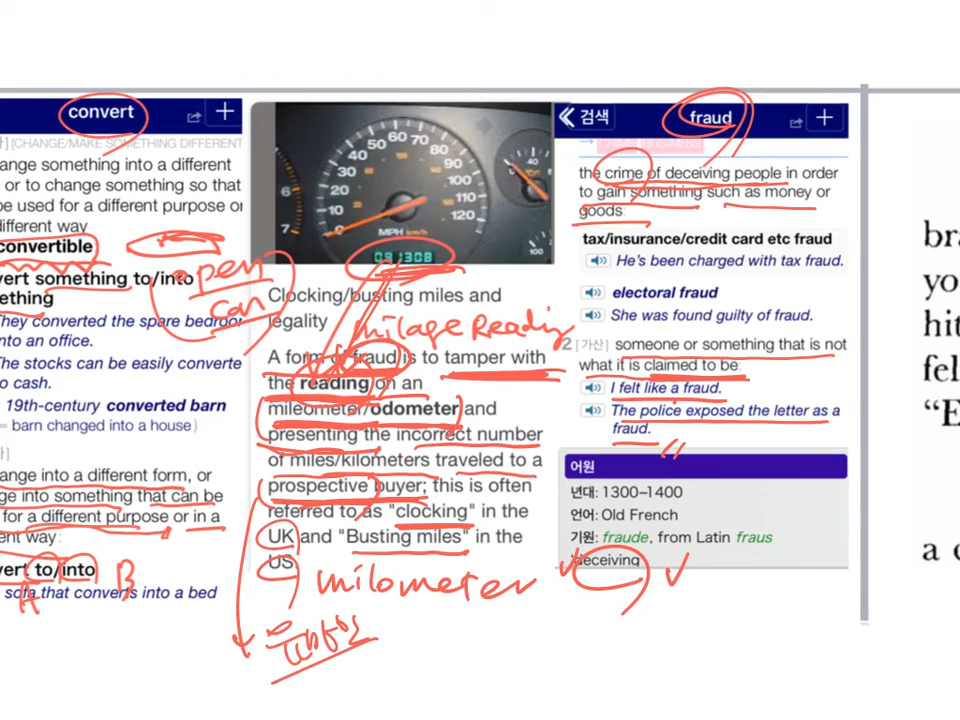 convert
[CHANGE/MAKE SOMETHING DIFFERENT
ange something into a different
or to change something so that
be used for a different purpose or
different way
convertible
vert something to/into
ething
They converted the spare bedroor
nto an office.
The stocks can be easily converte
o cash.
19th-century converted barn
= barn changed into a house)
ange into a different form, or
ge into something that can be
for a different purpose or in a
ent way:
vert to/into
sofa that converts into a bed
open
can
A
B
10
20
30
40
50
60
70
80
90
100
110
120
MPH km/h
091308
6
7
40
100
Clocking/busting miles and
legality
milage Reading
A form of fraud is to tamper with
the reading on an
mileometer/odometer and
presenting the incorrect number
of miles/kilometers traveled to a
prospective buyer; this is often
referred to as "clocking" in the
UK and "Busting miles" in the
US
milometer
유망한
검색
fraud
the crime of deceiving people in order
to gain something such as money or
goods:
tax/insurance/credit card etc fraud
He's been charged with tax fraud.
electoral fraud
She was found guilty of fraud.
2 [가산] someone or something that is not
what it is claimed to be:
I felt like a fraud.
The police exposed the letter as a
fraud.
어원
년대: 1300–1400
언어: Old French
기원: fraude, from Latin fraus
'deceiving
bra
yo
hit
fel
“E
a c